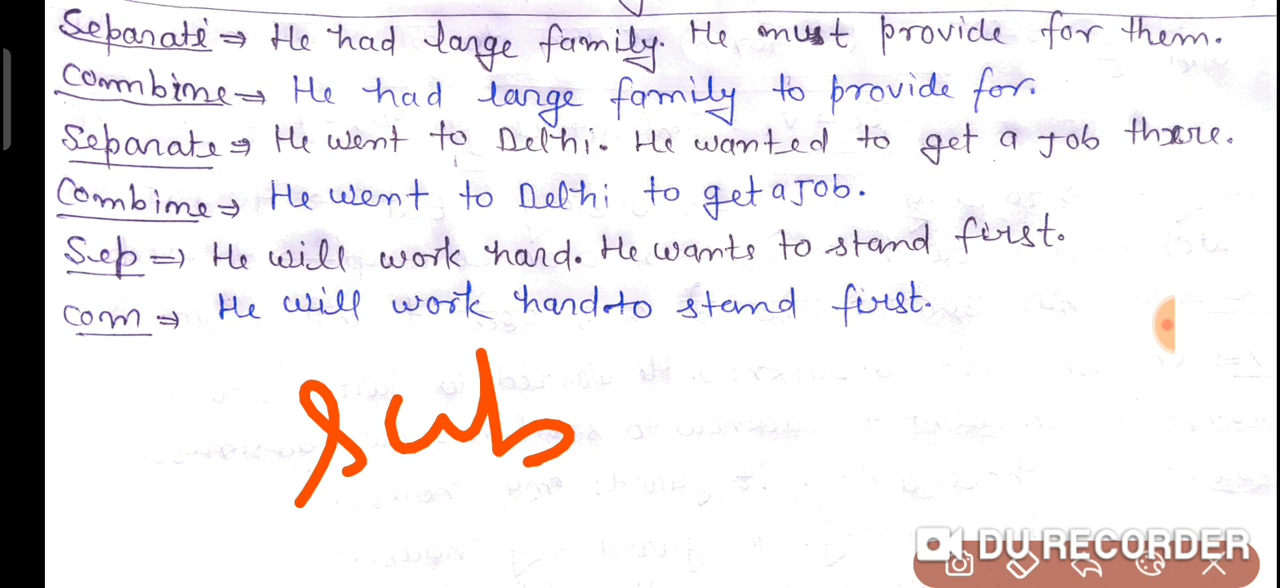 Separate ⇒ He had large family. He must provide for them.
Commbime → He had large family to provide for.
Separate ⇒ He went to Delhi. He wanted to get a job there.
Combime ⇒ He went to Delhi to get a Job.
Sep ⇒ He will work hard. He wants to stand first.
com ⇒ He will work hard to stand first.
sub
DU RECORDER